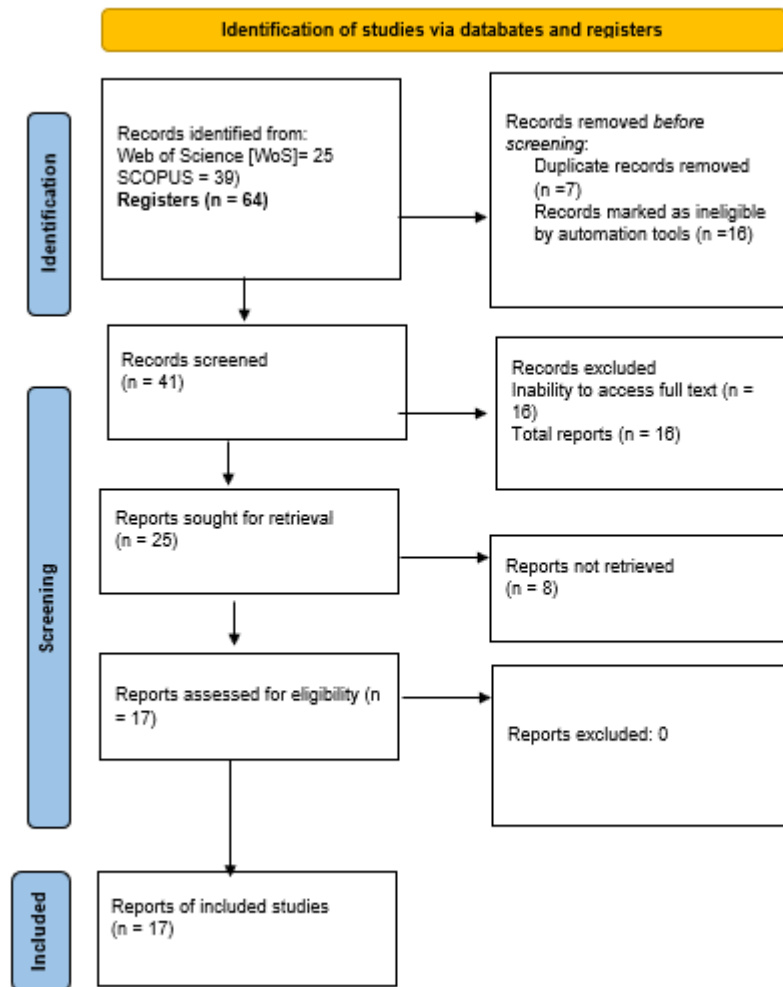 Identification of studies via databates and registers
Identification
Records identified from:
Web of Science [WoS]= 25
SCOPUS = 39)
Registers (n = 64)
Records removed before
screening:
Duplicate records removed
(n =7)
Records marked as ineligible
by automation tools (n =16)
Screening
Records screened
(n = 41)
Records excluded
Inability to access full text (n =
16)
Total reports (n = 16)
Reports sought for retrieval
(n = 25)
Reports not retrieved
(n = 8)
Reports assessed for eligibility (n
= 17)
Reports excluded: 0
Included
Reports of included studies
(n = 17)